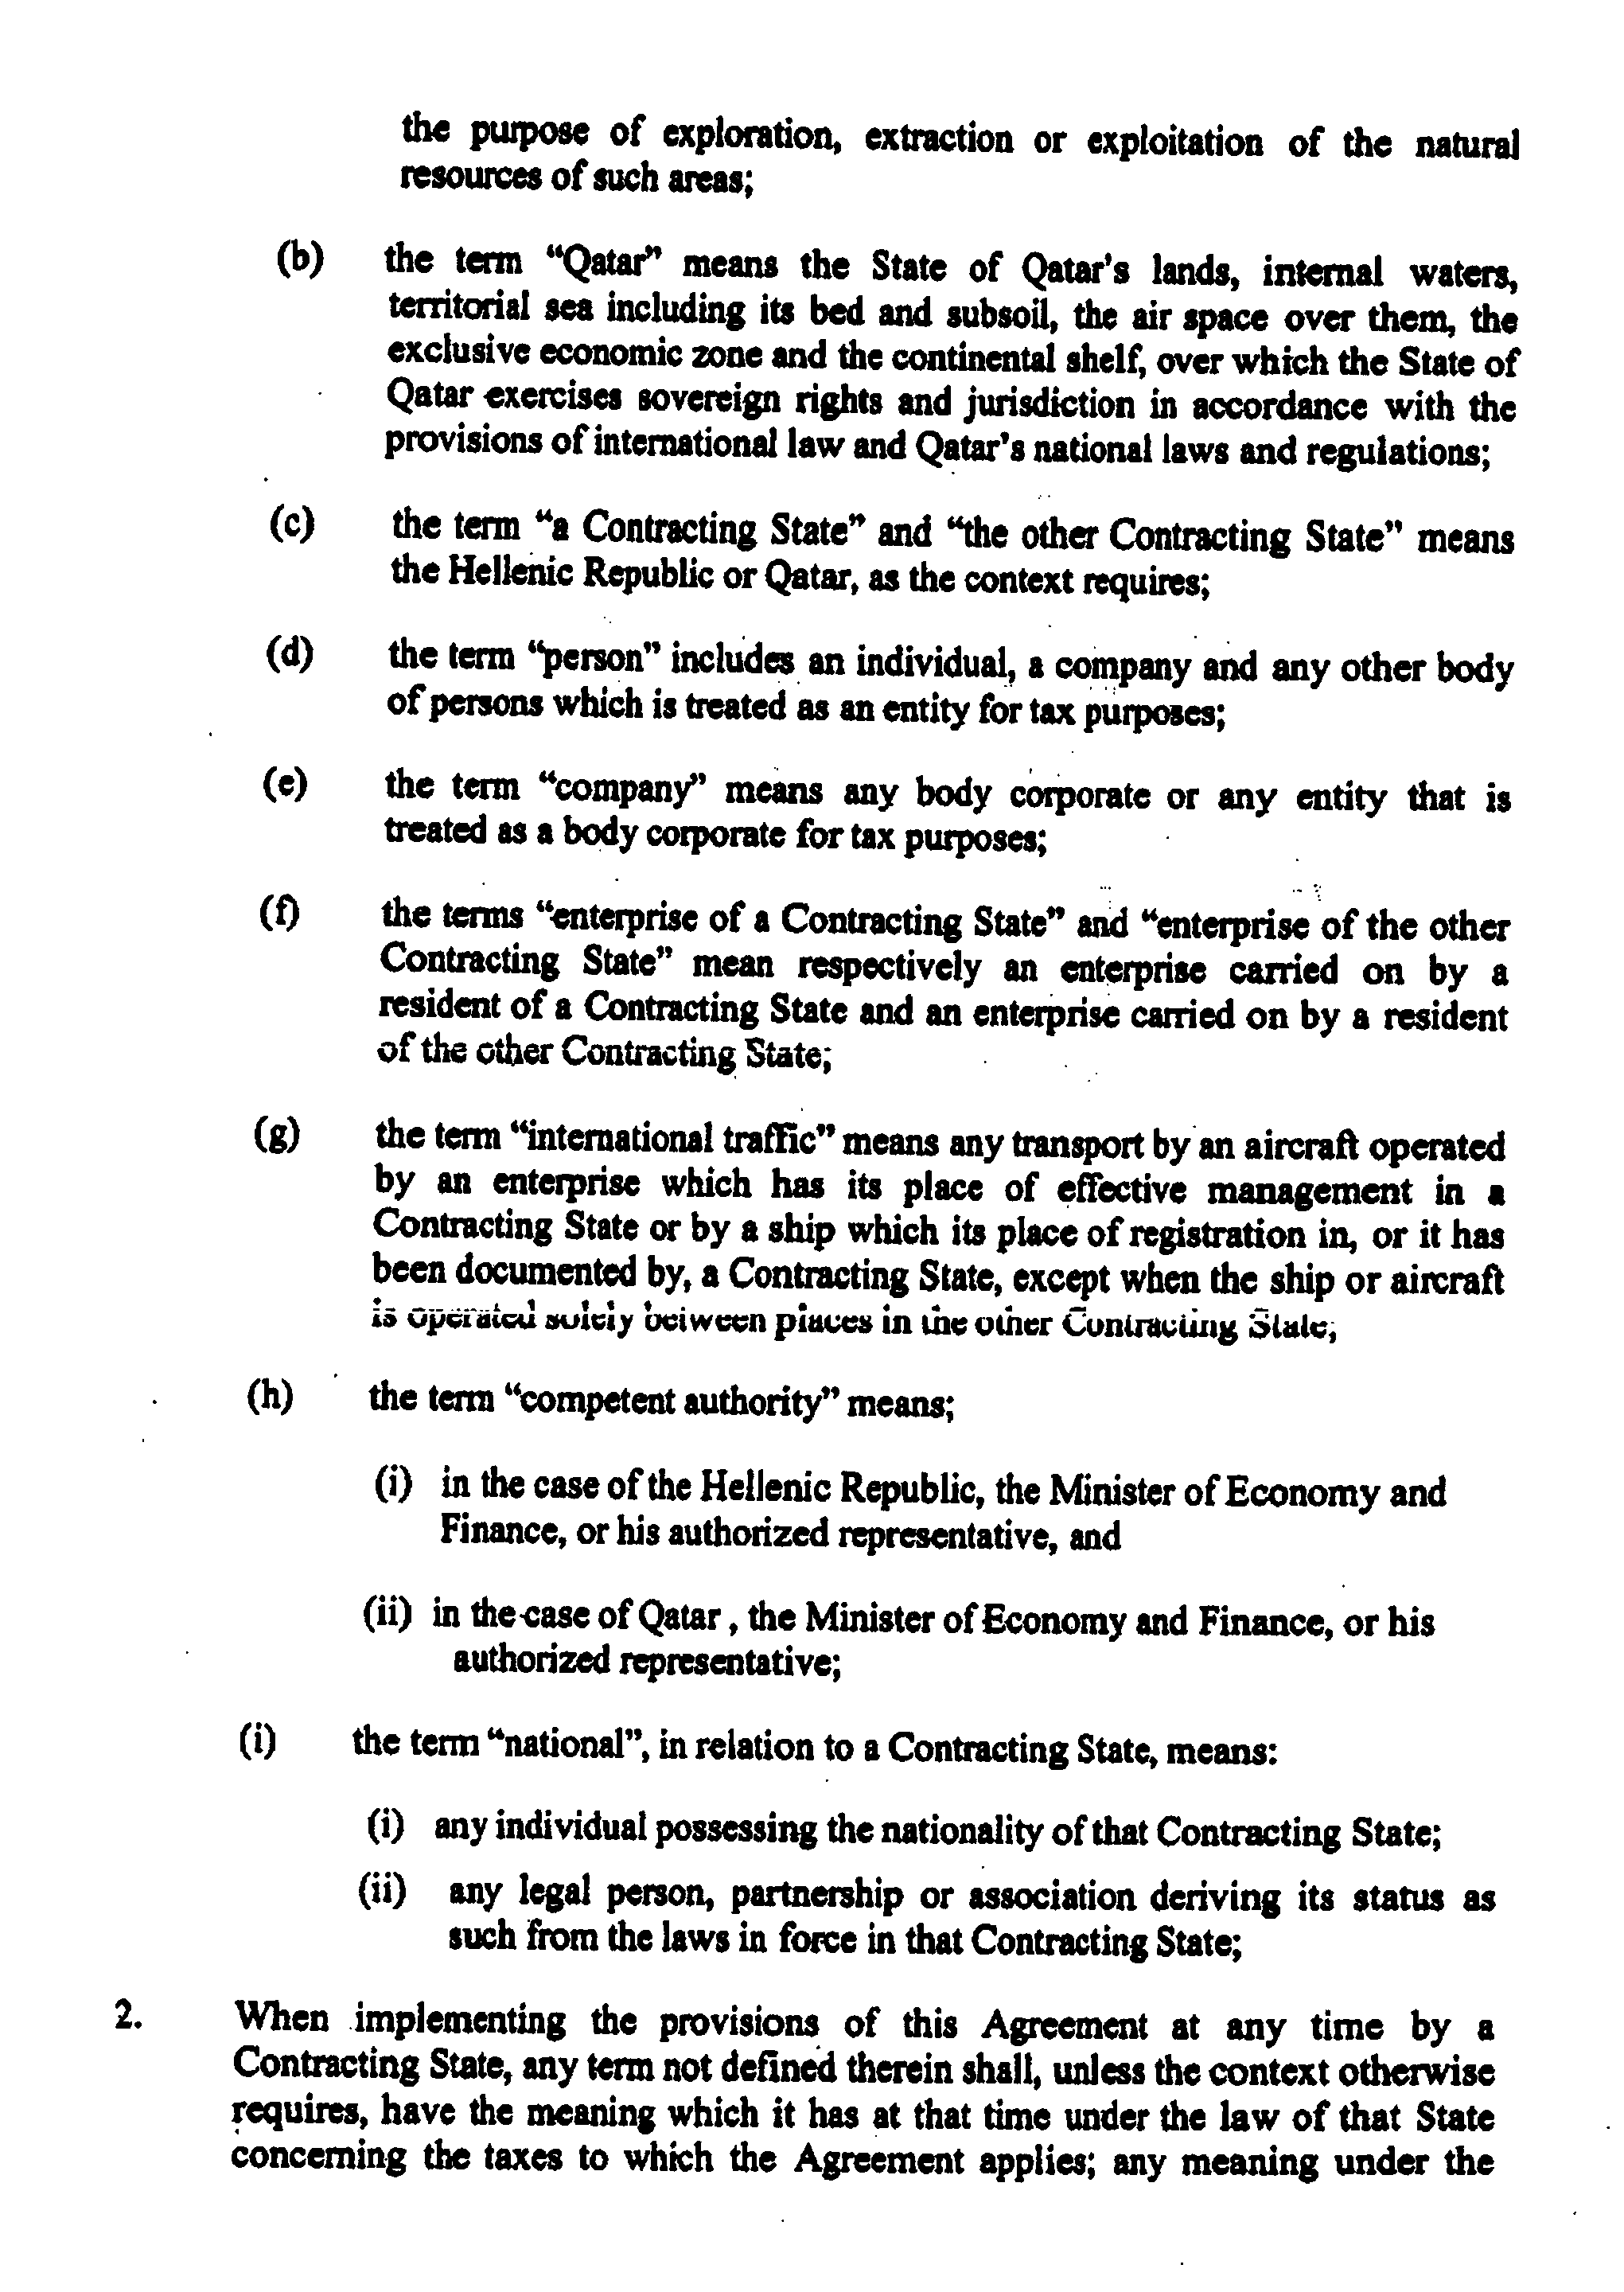 the purpose of exploration, extraction or exploitation of the natural
resources of such areas;
(b) the term “Qatar” means the State of Qatar's lands, internal waters,
territorial sea including its bed and subsoil, the air space over them, the
exclusive economic zone and the continental shelf, over which the State of
Qatar exercises sovereign rights and jurisdiction in accordance with the
provisions of international law and Qatar's national laws and regulations;
(c) the term “a Contracting State” and “the other Contracting State” means
the Hellenic Republic or Qatar, as the context requires;
(d) the term “person” includes an individual, a company and any other body
of persons which is treated as an entity for tax purposes;
(e) the term “company” means any body corporate or any entity that is
treated as a body corporate for tax purposes;
(f) the terms “enterprise of a Contracting State” and “enterprise of the other
Contracting State” mean respectively an enterprise carried on by a
resident of a Contracting State and an enterprise carried on by a resident
of the other Contracting State;
(g) the term “international traffic” means any transport by an aircraft operated
by an enterprise which has its place of effective management in a
Contracting State or by a ship which its place of registration in, or it has
been documented by, a Contracting State, except when the ship or aircraft
is operated solely between places in the other Contracting State;
(h) the term “competent authority” means;
(i) in the case of the Hellenic Republic, the Minister of Economy and
Finance, or his authorized representative, and
(ii) in the case of Qatar , the Minister of Economy and Finance, or his
authorized representative;
(i) the term “national”, in relation to a Contracting State, means:
(i) any individual possessing the nationality of that Contracting State;
(ii) any legal person, partnership or association deriving its status as
such from the laws in force in that Contracting State;
2. When implementing the provisions of this Agreement at any time by a
Contracting State, any term not defined therein shall, unless the context otherwise
requires, have the meaning which it has at that time under the law of that State
concerning the taxes to which the Agreement applies; any meaning under the